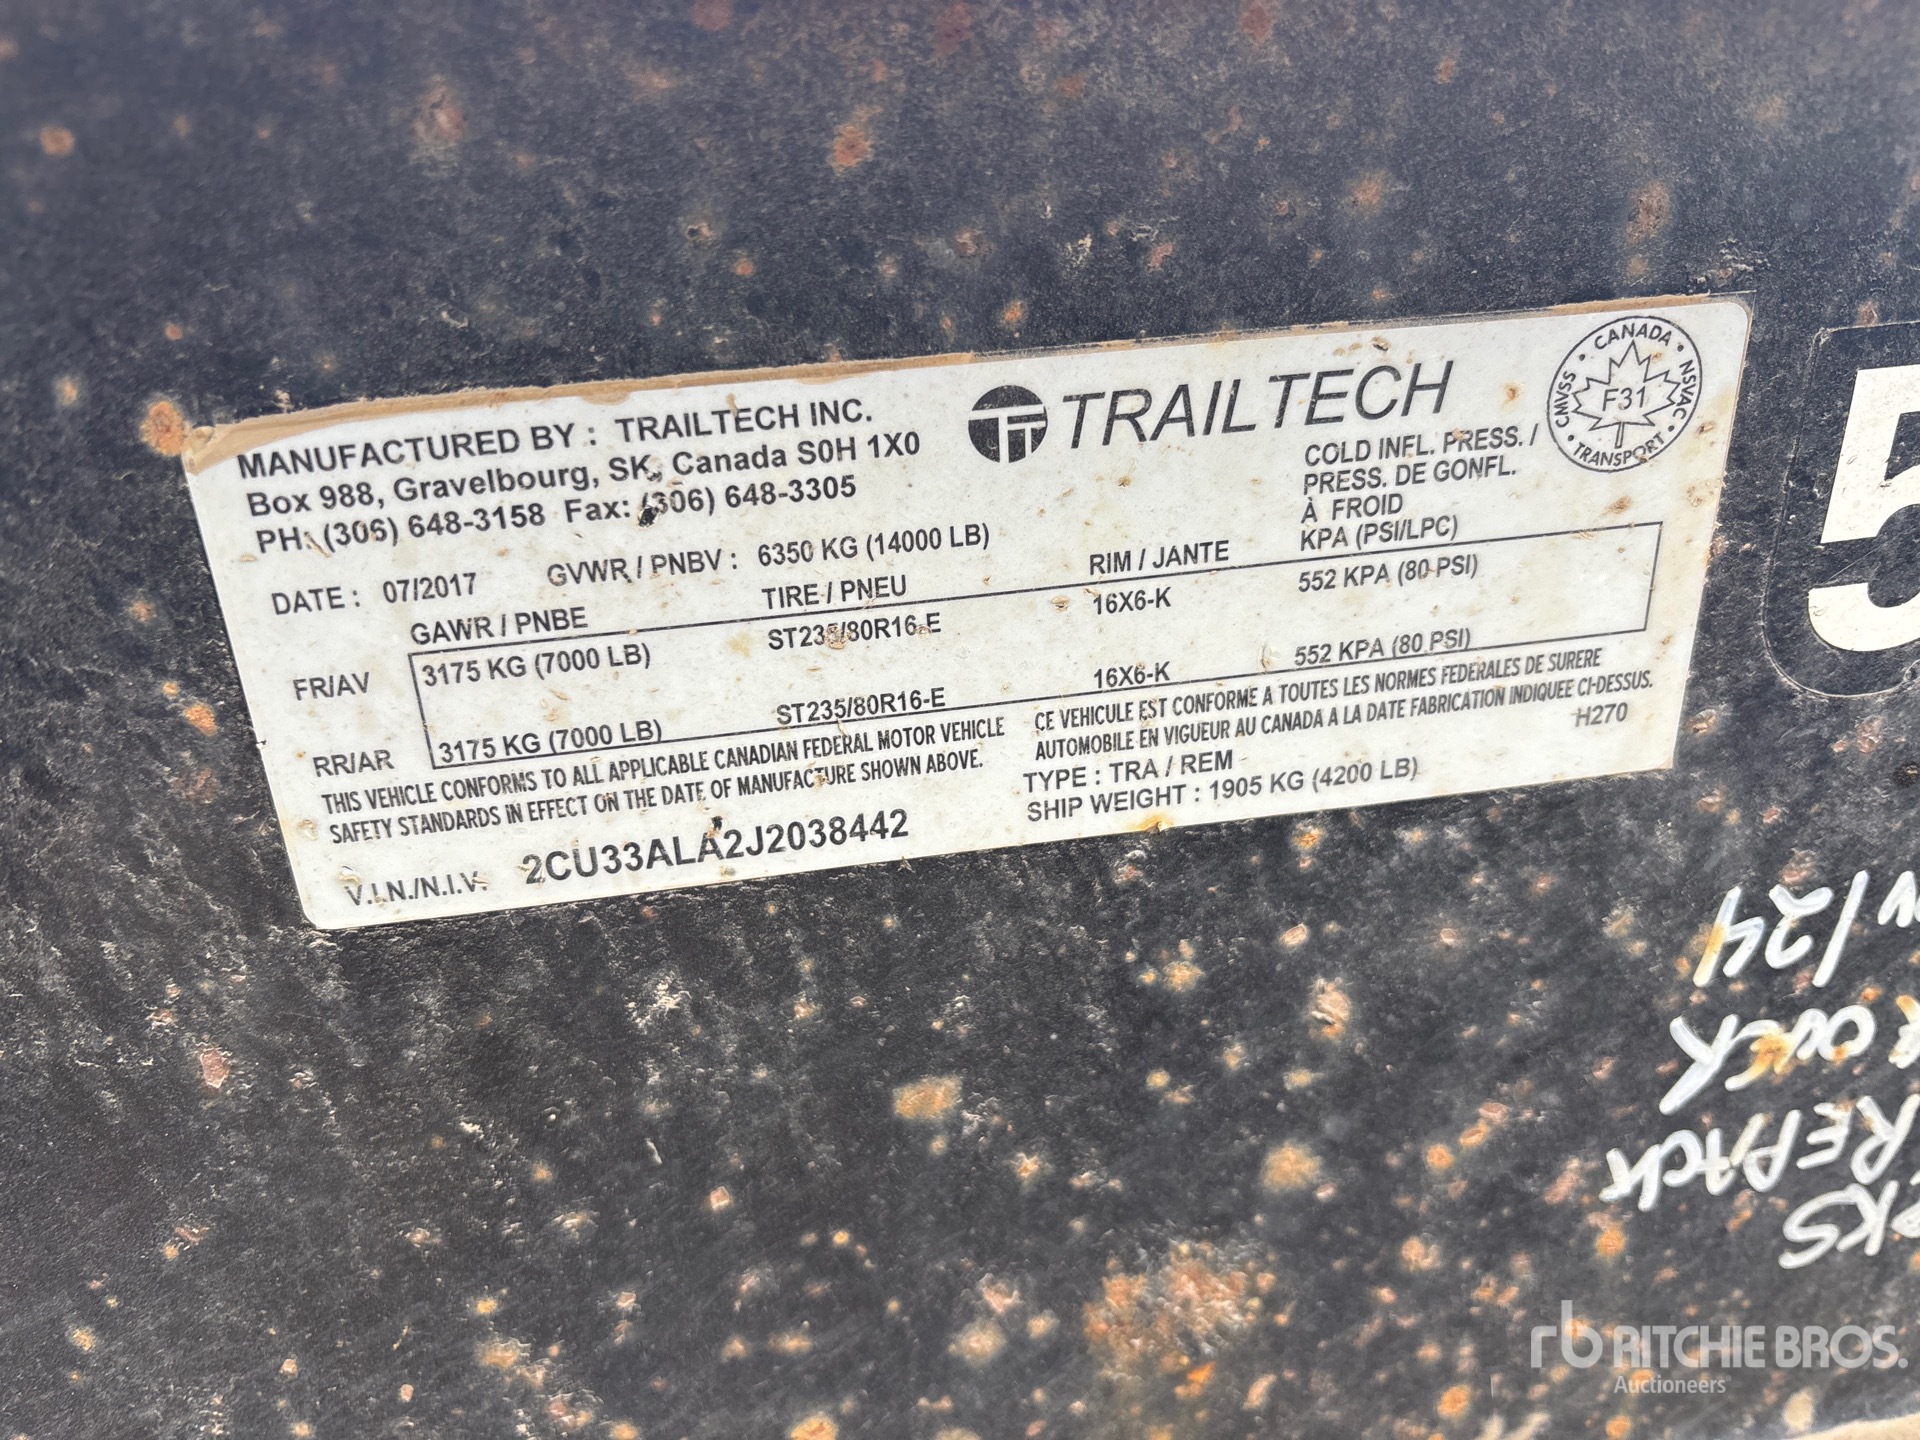 MANUFACTURED BY : TRAILTECH INC.
Box 988, Gravelbourg, SK, Canada S0H 1X0
PH: (306) 648-3158 Fax: (306) 648-3305
TT TRAILTECH
CANADA
CMVSS
NSVAC
F31
TRANSPORT
COLD INFL. PRESS. /
PRESS. DE GONFL.
À FROID
KPA (PSI/LPC)
DATE : 07/2017 GVWR / PNBV : 6350 KG (14000 LB)
GAWR / PNBE TIRE / PNEU RIM / JANTE
FR/AV 3175 KG (7000 LB) ST235/80R16-E 16X6-K 552 KPA (80 PSI)
RR/AR 3175 KG (7000 LB) ST235/80R16-E 16X6-K 552 KPA (80 PSI)
THIS VEHICLE CONFORMS TO ALL APPLICABLE CANADIAN FEDERAL MOTOR VEHICLE
SAFETY STANDARDS IN EFFECT ON THE DATE OF MANUFACTURE SHOWN ABOVE.
CE VEHICULE EST CONFORME A TOUTES LES NORMES FEDERALES DE SURERE
AUTOMOBILE EN VIGUEUR AU CANADA A LA DATE FABRICATION INDIQUEE CI-DESSUS.
TYPE : TRA / REM H270
SHIP WEIGHT : 1905 KG (4200 LB)
V.I.N./N.I.V. 2CU33ALA2J2038442
5
/24
rb RITCHIE BROS.
Auctioneers